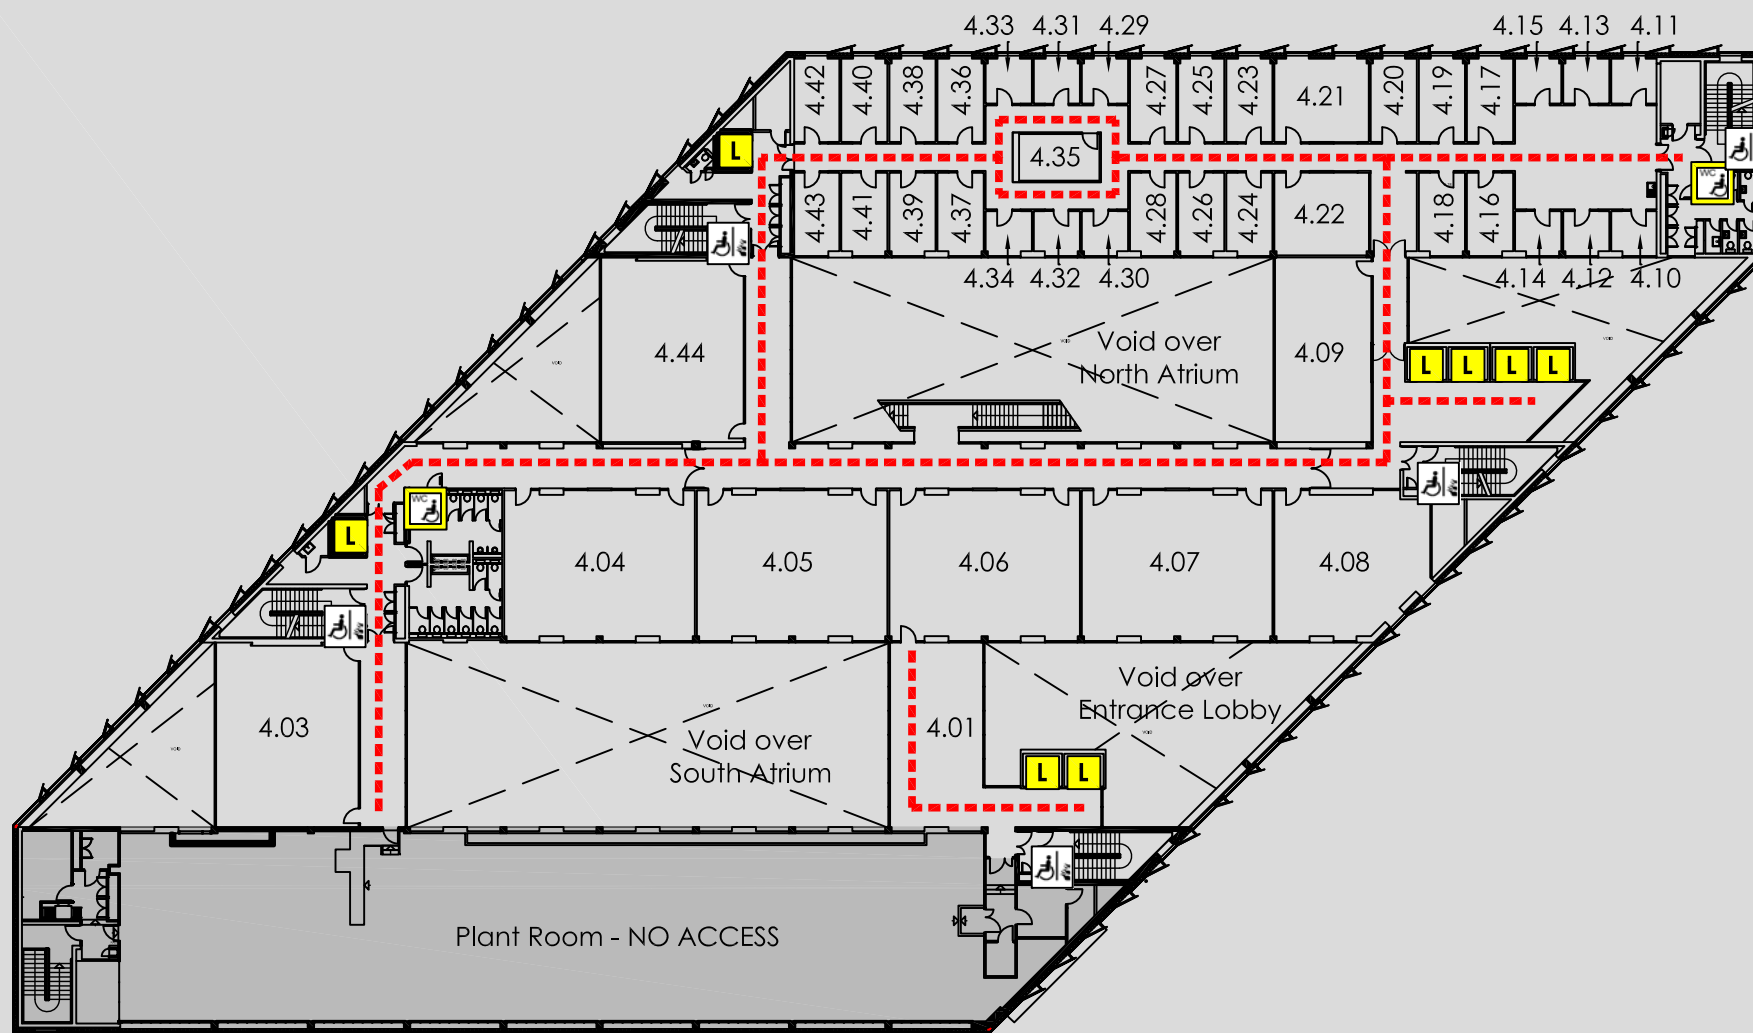 4.33 4.31 4.29
4.15 4.13 4.11
4.42 4.40 4.38 4.36 4.27 4.25 4.23 4.21 4.20 4.19 4.17
L
4.35
WC
4.43 4.41 4.39 4.37 4.28 4.26 4.24 4.22 4.18 4.16
4.34 4.32 4.30
4.14 4.12 4.10
4.44
Void over
North Atrium
4.09
L L L L
WC
L
4.04 4.05 4.06 4.07 4.08
4.03
Void over
South Atrium
4.01
Void over
Entrance Lobby
L L
Plant Room - NO ACCESS